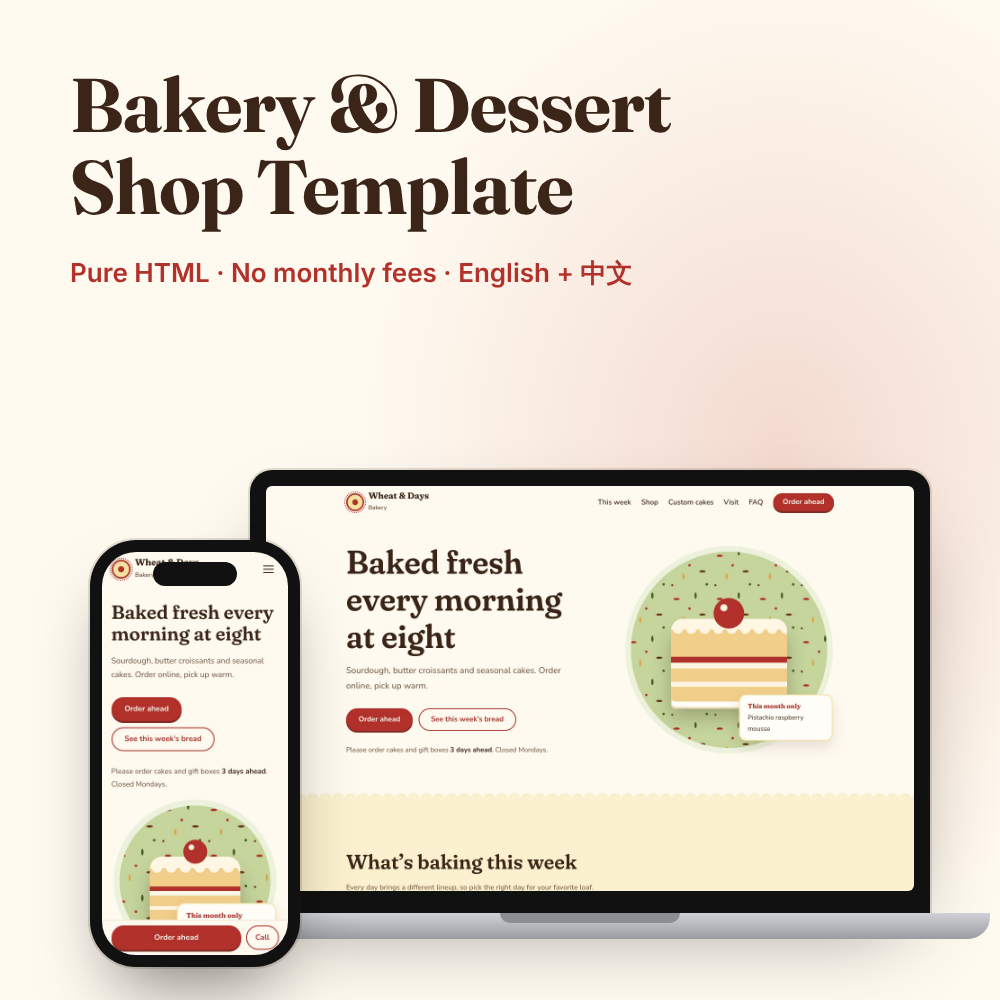 Bakery & Dessert
Shop Template
Pure HTML · No monthly fees · English + 中文
Wheat & Days
Bakery
This week Shop Custom cakes Visit FAQ Order ahead
Baked fresh
every morning
at eight
Sourdough, butter croissants and seasonal cakes. Order
online, pick up warm.
Order ahead See this week's bread
Please order cakes and gift boxes 3 days ahead. Closed Mondays.
This month only
Pistachio raspberry
mousse
What's baking this week
Every day brings a different lineup, so pick the right day for your favorite loaf.
Baked fresh every
morning at eight
Sourdough, butter croissants and seasonal
cakes. Order online, pick up warm.
Order ahead
See this week's bread
Please order cakes and gift boxes 3 days ahead.
Closed Mondays.
This month only
Order ahead Call